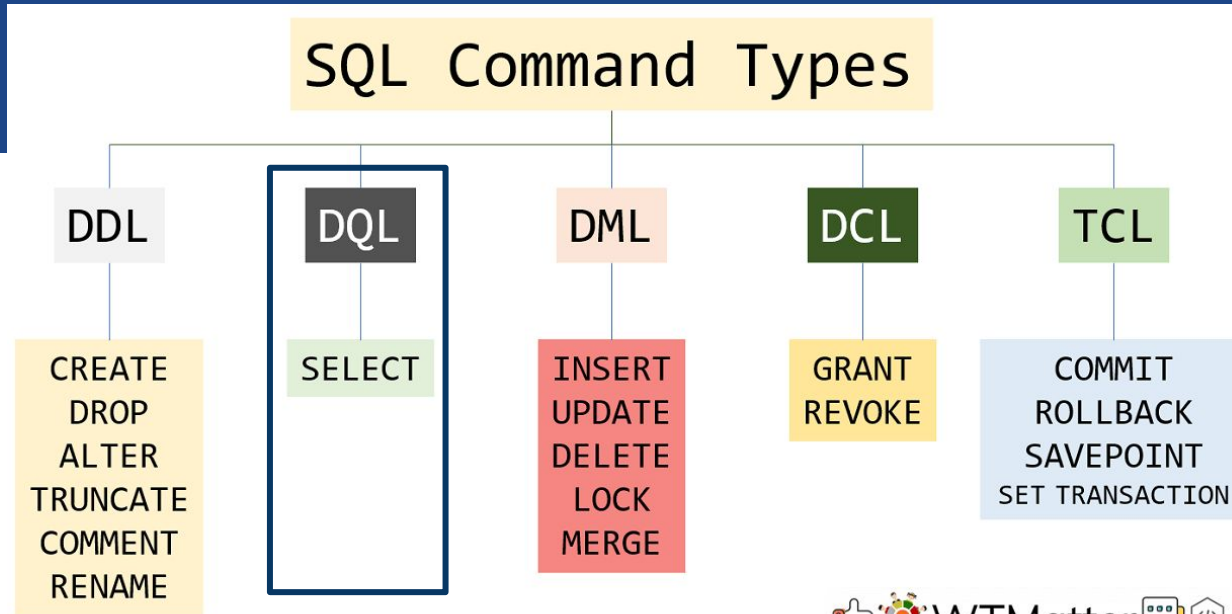 SQL Command Types
DDL
DQL
DML
DCL
TCL
CREATE
DROP
ALTER
TRUNCATE
COMMENT
RENAME
SELECT
INSERT
UPDATE
DELETE
LOCK
MERGE
GRANT
REVOKE
COMMIT
ROLLBACK
SAVEPOINT
SET TRANSACTION